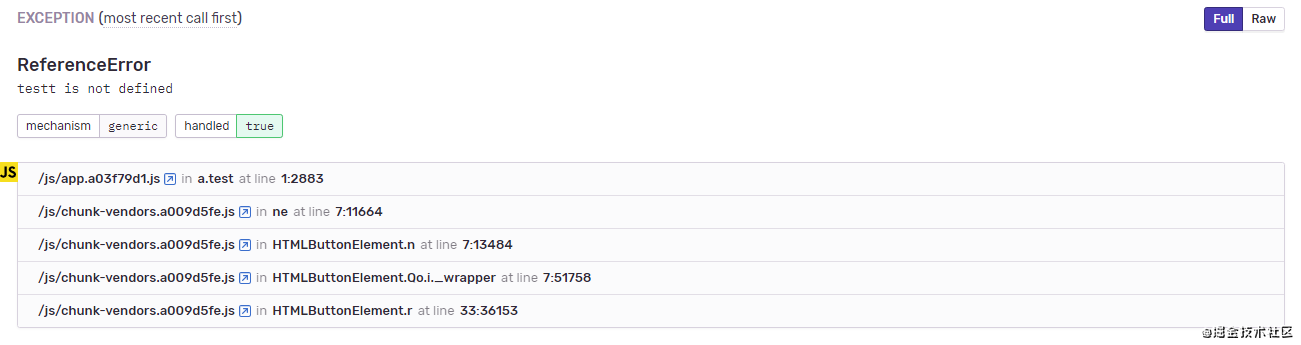 EXCEPTION (most recent call first)
Full Raw
ReferenceError
testt is not defined
mechanism generic handled true
JS
/js/app.a03f79d1.js in a.test at line 1:2883
/js/chunk-vendors.a009d5fe.js in ne at line 7:11664
/js/chunk-vendors.a009d5fe.js in HTMLButtonElement.n at line 7:13484
/js/chunk-vendors.a009d5fe.js in HTMLButtonElement.Qo.i._wrapper at line 7:51758
/js/chunk-vendors.a009d5fe.js in HTMLButtonElement.r at line 33:36153
@掘金技术社区